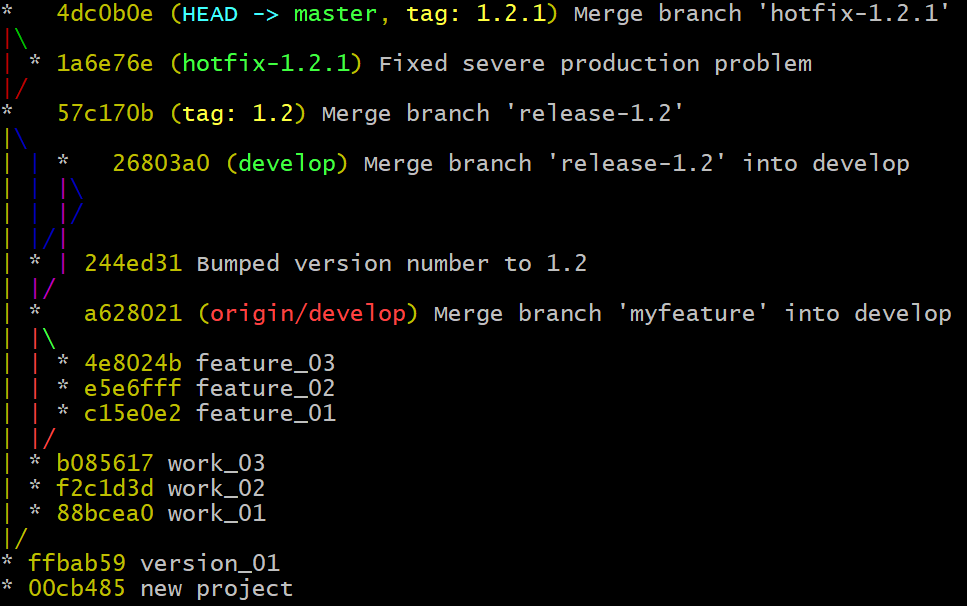 *   4dc0b0e (HEAD -> master, tag: 1.2.1) Merge branch 'hotfix-1.2.1'
|\
| * 1a6e76e (hotfix-1.2.1) Fixed severe production problem
|/
*   57c170b (tag: 1.2) Merge branch 'release-1.2'
|\
| | *   26803a0 (develop) Merge branch 'release-1.2' into develop
| | |\
| | |/
| |/|
| * | 244ed31 Bumped version number to 1.2
| |/
| *   a628021 (origin/develop) Merge branch 'myfeature' into develop
| |\
| | * 4e8024b feature_03
| | * e5e6fff feature_02
| | * c15e0e2 feature_01
| |/
| * b085617 work_03
| * f2c1d3d work_02
| * 88bcea0 work_01
|/
* ffbab59 version_01
* 00cb485 new project